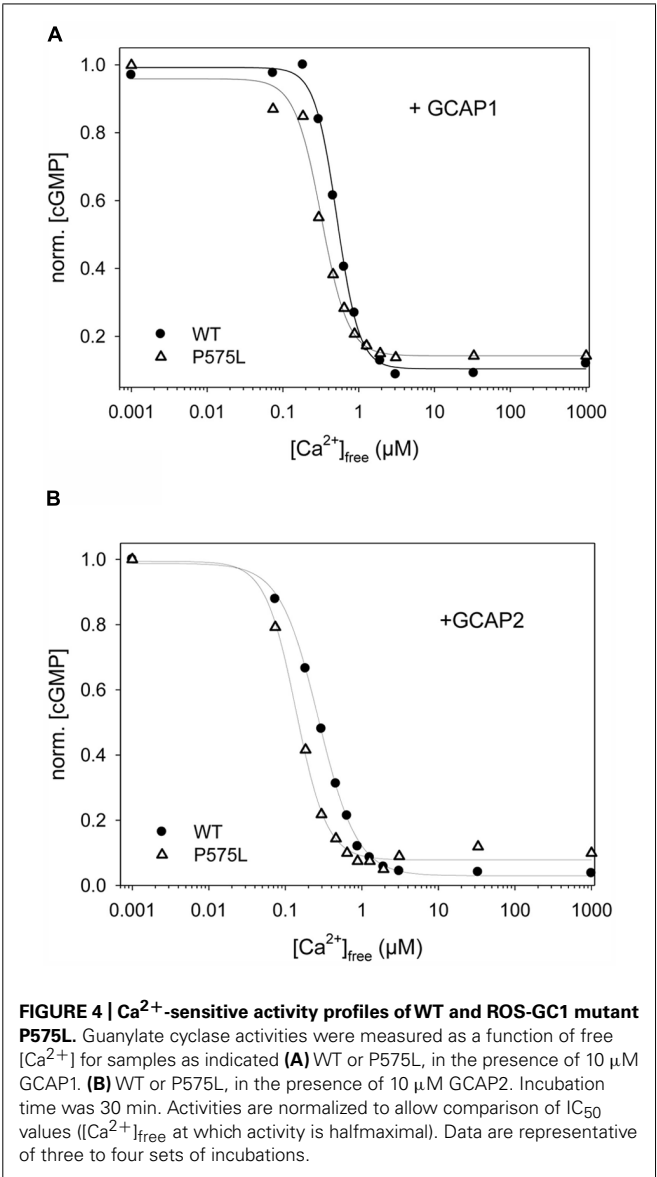 A
1.0
0.8
0.6
0.4
0.2
norm. [cGMP]
+ GCAP1
WT
P575L
0.001 0.1 1 10 100 1000
[Ca2+]free (µM)
B
1.0
0.8
0.6
0.4
0.2
0.0
norm. [cGMP]
+GCAP2
WT
P575L
0.001 0.01 0.1 1 10 100 1000
[Ca2+]free (µM)
FIGURE 4 | Ca2+-sensitive activity profiles of WT and ROS-GC1 mutant
P575L. Guanylate cyclase activities were measured as a function of free
[Ca2+] for samples as indicated (A) WT or P575L, in the presence of 10 µM
GCAP1. (B) WT or P575L, in the presence of 10 µM GCAP2. Incubation
time was 30 min. Activities are normalized to allow comparison of IC50
values ([Ca2+]free at which activity is halfmaximal). Data are representative
of three to four sets of incubations.